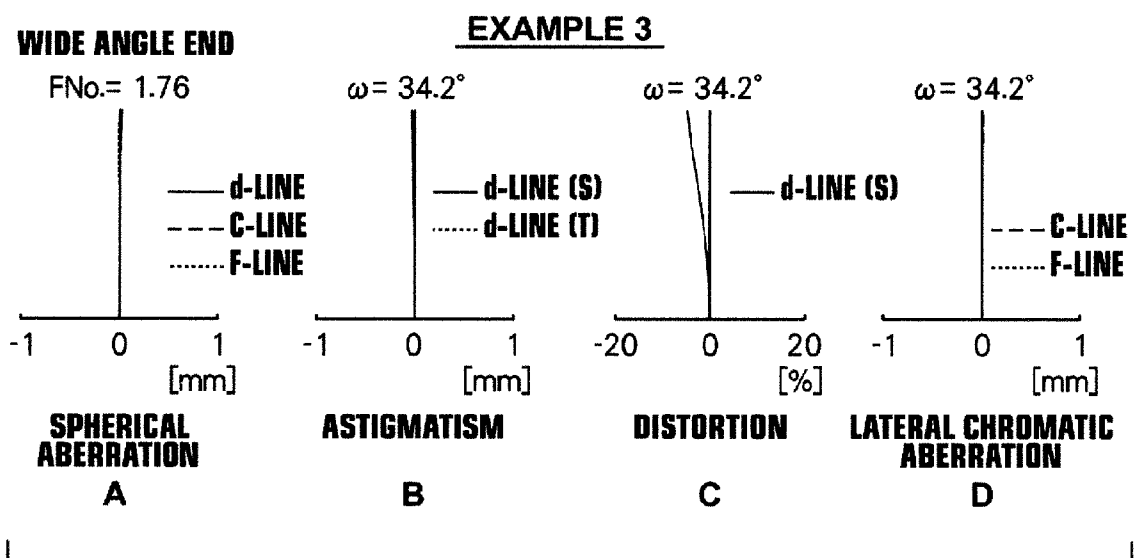 EXAMPLE 3
WIDE ANGLE END
FNo.= 1.76
ω= 34.2°
ω= 34.2°
ω= 34.2°
d-LINE
C-LINE
F-LINE
d-LINE (S)
d-LINE (T)
d-LINE (S)
C-LINE
F-LINE
-1 0 1
[mm]
-1 0 1
[mm]
-20 0 20
[%]
-1 0 1
[mm]
SPHERICAL
ABERRATION
ASTIGMATISM
DISTORTION
LATERAL CHROMATIC
ABERRATION
A
B
C
D